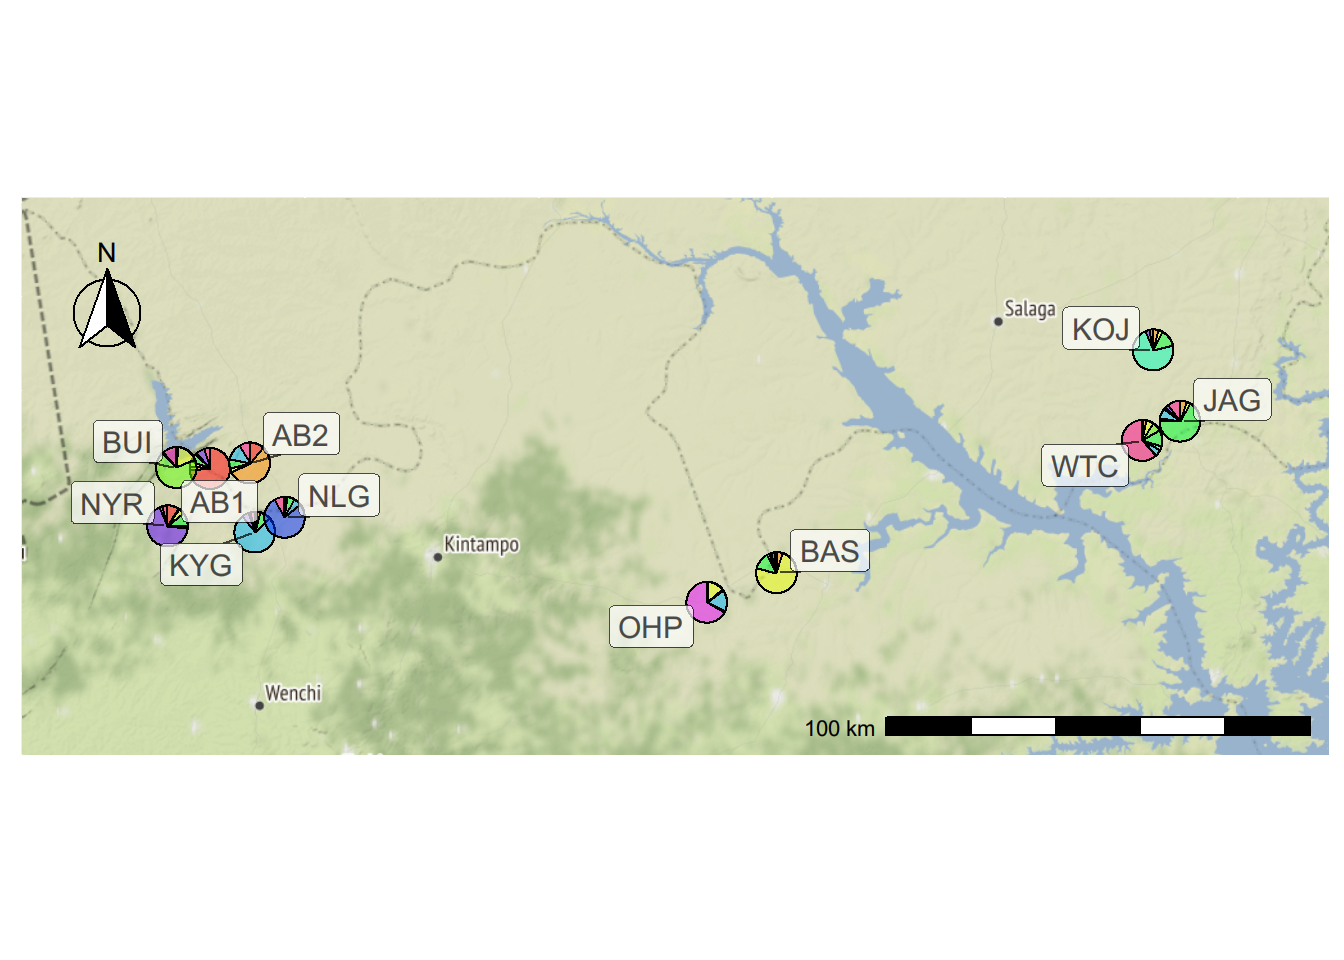 N
Salaga
KOJ
JAG
BUI
AB2
WTC
NYR
AB1
NLG
Kintampo
BAS
KYG
OHP
Wenchi
100 km